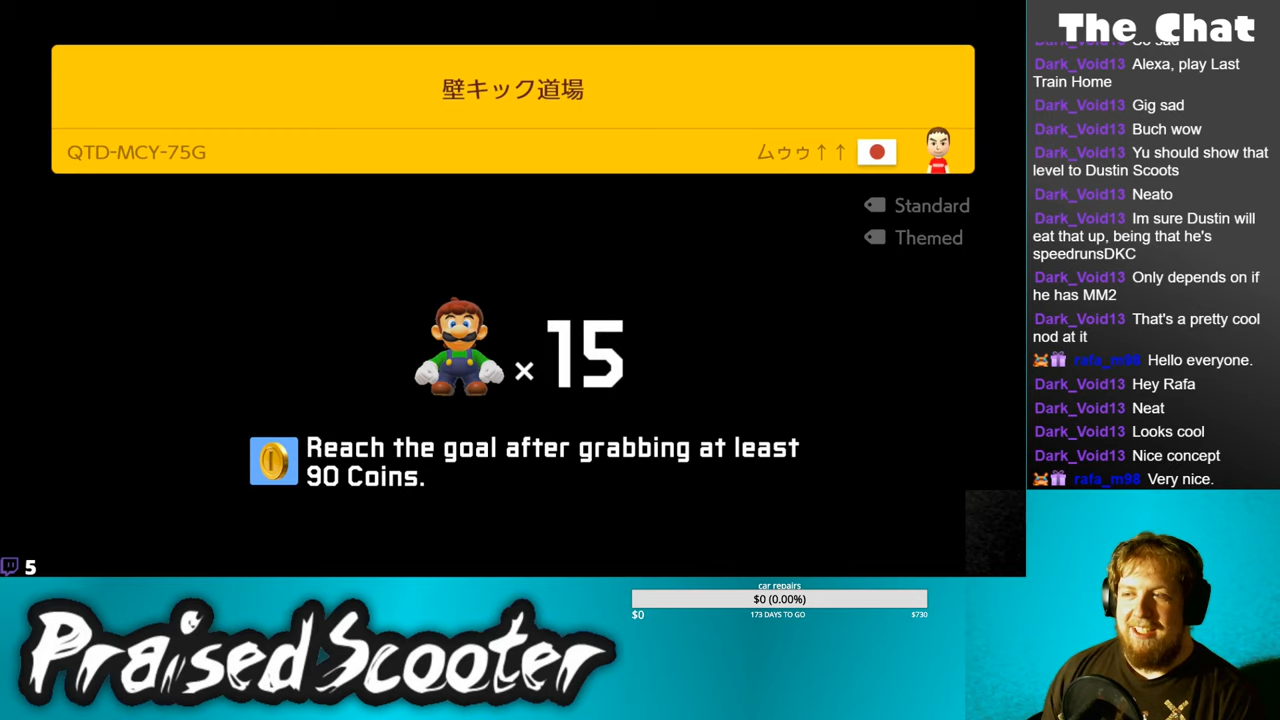 壁キック道場
QTD-MCY-75G
ムゥゥ↑↑
Standard
Themed
× 15
Reach the goal after grabbing at least
90 Coins.
5
The Chat
Dark_Void13 Go sad
Dark_Void13 Alexa, play Last
Train Home
Dark_Void13 Gig sad
Dark_Void13 Buch wow
Dark_Void13 Yu should show that
level to Dustin Scoots
Dark_Void13 Neato
Dark_Void13 Im sure Dustin will
eat that up, being that he's
speedrunsDKC
Dark_Void13 Only depends on if
he has MM2
Dark_Void13 That's a pretty cool
nod at it
rafa_m98 Hello everyone.
Dark_Void13 Hey Rafa
Dark_Void13 Neat
Dark_Void13 Looks cool
Dark_Void13 Nice concept
rafa_m98 Very nice.
PraisedScooter
car repairs
$0 (0.00%)
$0 173 DAYS TO GO $730